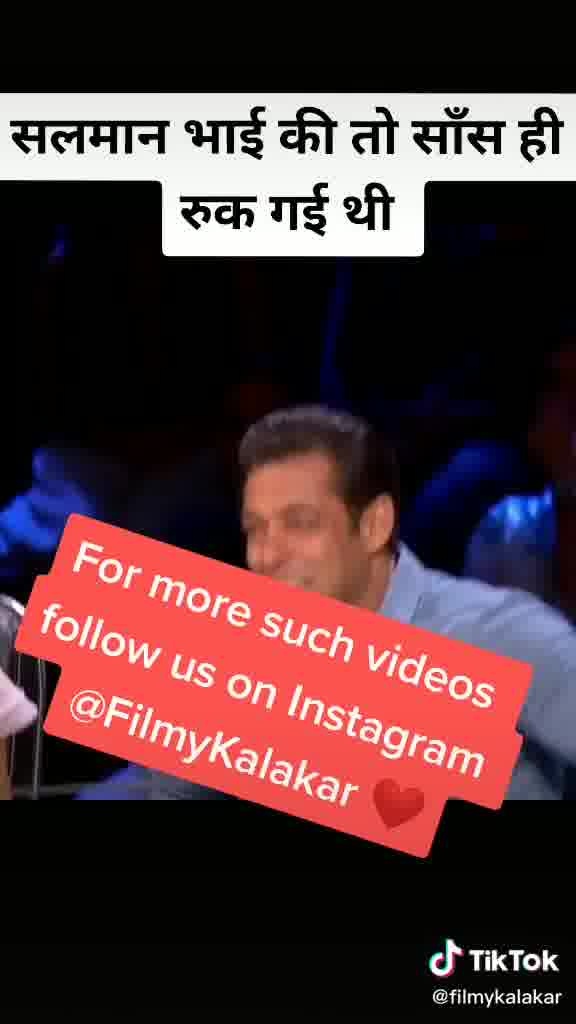 सलमान भाई की तो साँस ही
रुक गई थी
For more such videos
follow us on Instagram
@FilmyKalakar ❤️
TikTok
@filmykalakar